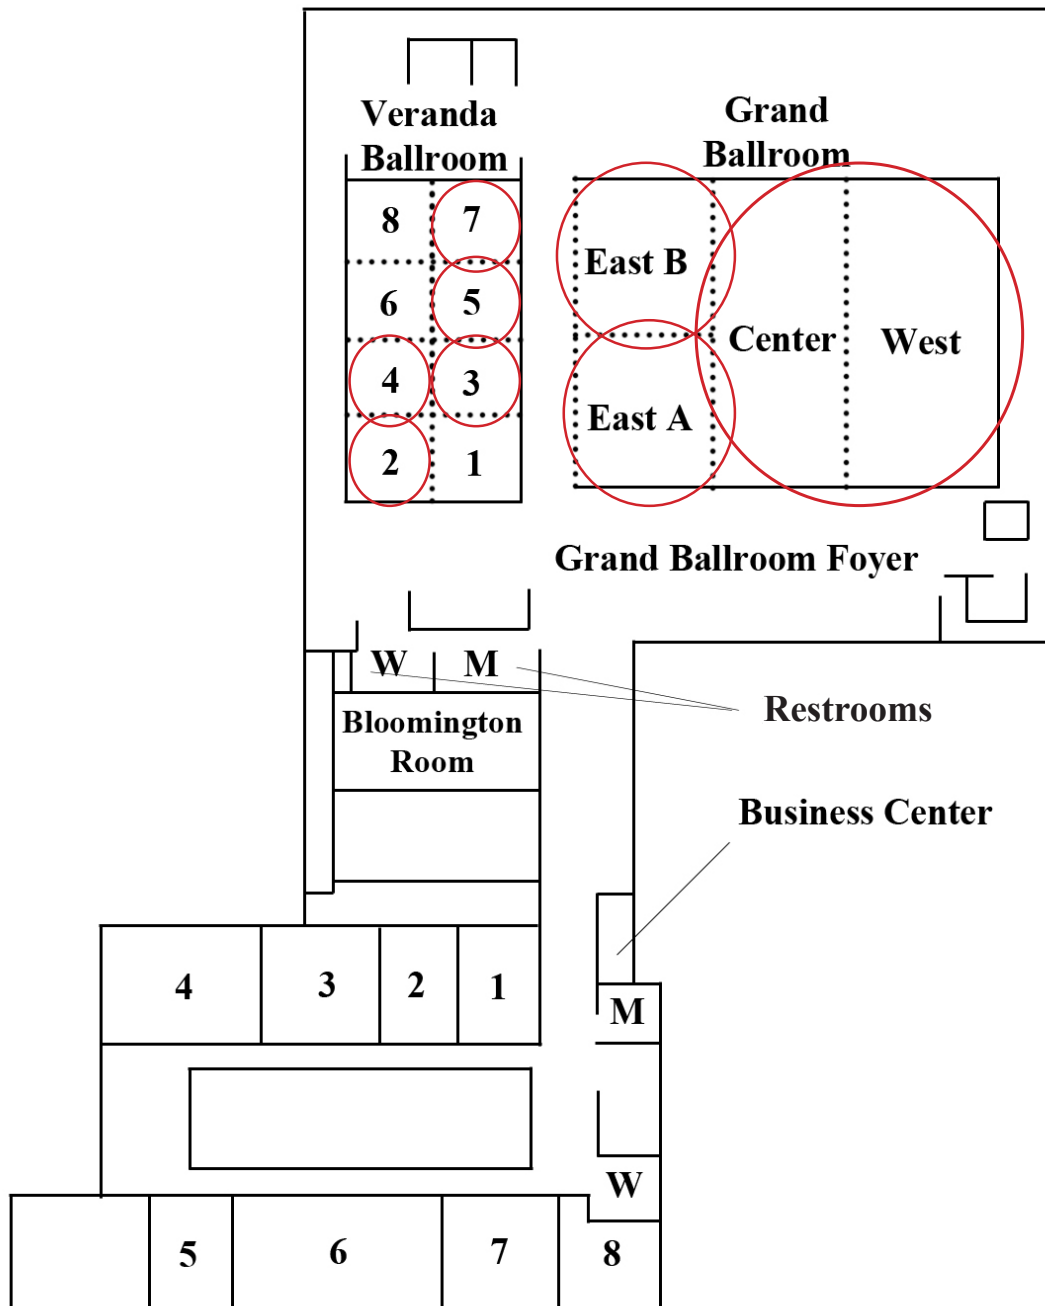 Veranda
Ballroom
Grand
Ballroom
8 7
6 5
4 3
2 1
East B
East A
Center
West
Grand Ballroom Foyer
W M
Restrooms
Bloomington
Room
Business Center
4 3 2 1
M
W
5 6 7 8